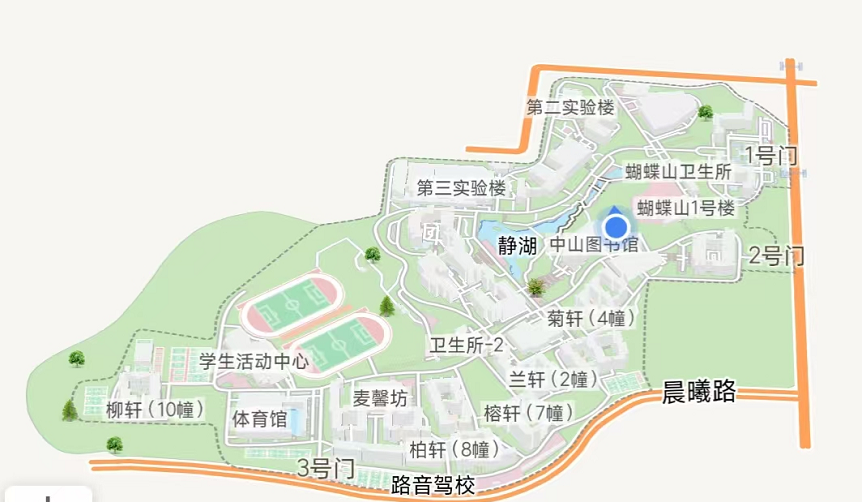 第二实验楼
1号门
蝴蝶山卫生所
第三实验楼
蝴蝶山1号楼
静湖
中山图书馆
2号门
菊轩（4幢）
卫生所-2
学生活动中心
兰轩（2幢）
晨曦路
麦馨坊
柳轩（10幢）
体育馆
榕轩（7幢）
柏轩（8幢）
3号门
路音驾校